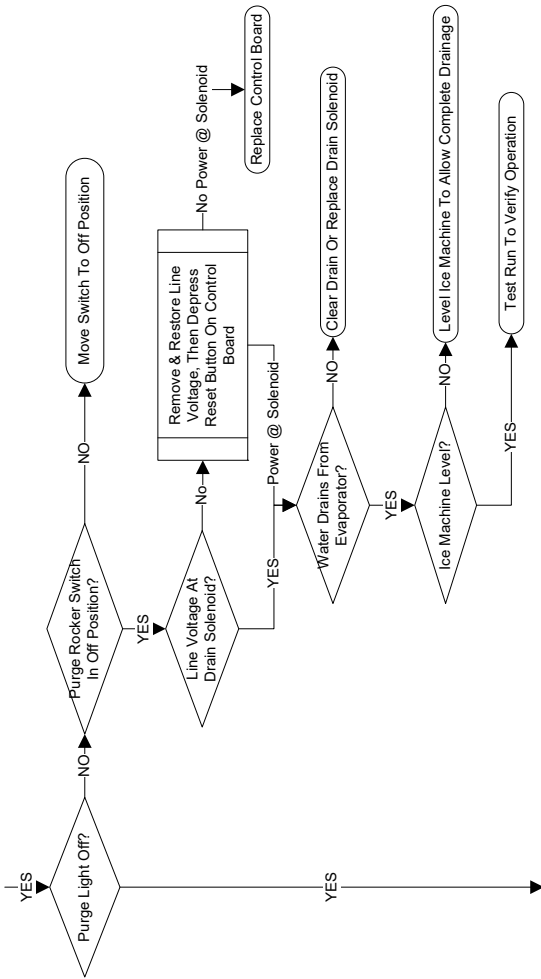 YES
Purge Light Off?
NO
YES
Purge Rocker Switch
In Off Position?
NO
Move Switch To Off Position
YES
Line Voltage At
Drain Solenoid?
No
Remove & Restore Line
Voltage, Then Depress
Reset Button On Control
Board
No Power @ Solenoid
Replace Control Board
YES
Power @ Solenoid
Water Drains From
Evaporator?
NO
Clear Drain Or Replace Drain Solenoid
YES
Ice Machine Level?
NO
Level Ice Machine To Allow Complete Drainage
YES
Test Run To Verify Operation